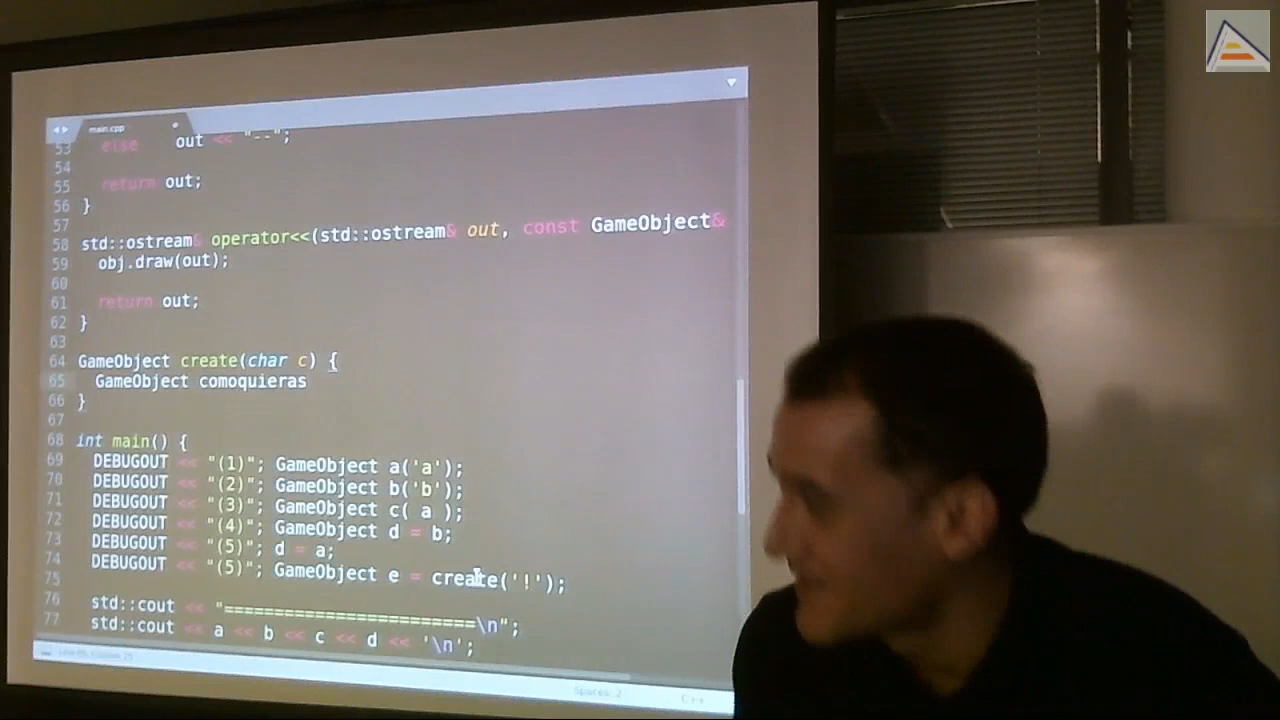 main.cpp
53 else out << "--";
54
55 return out;
56 }
57
58 std::ostream& operator<<(std::ostream& out, const GameObject&
59 obj.draw(out);
60
61 return out;
62 }
63
64 GameObject create(char c) {
65 GameObject comoquieras
66 }
67
68 int main() {
69 DEBUGOUT << "(1)"; GameObject a('a');
70 DEBUGOUT << "(2)"; GameObject b('b');
71 DEBUGOUT << "(3)"; GameObject c( a );
72 DEBUGOUT << "(4)"; GameObject d = b;
73 DEBUGOUT << "(5)"; d = a;
74 DEBUGOUT << "(5)"; GameObject e = create('!');
75
76 std::cout << "=========================\n";
77 std::cout << a << b << c << d << '\n';
Spaces: 2 C++